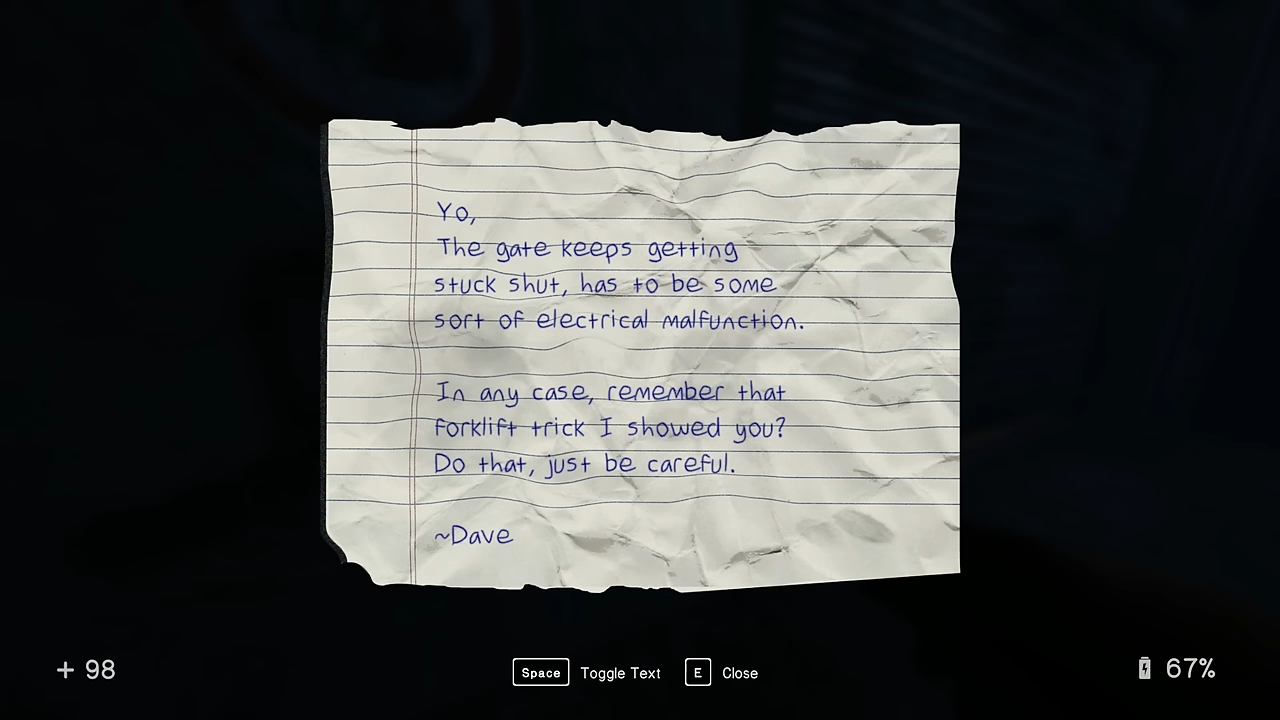 Yo,
The gate keeps getting
stuck shut, has to be some
sort of electrical malfunction.
In any case, remember that
forklift trick I showed you?
Do that, just be careful.
~Dave
+ 98
Space Toggle Text E Close
67%